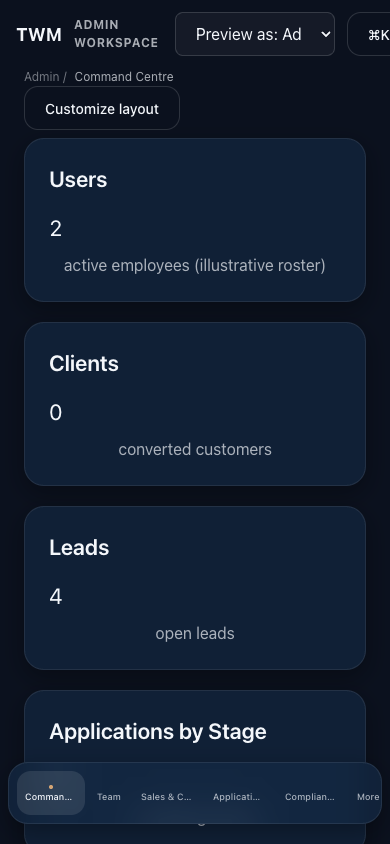 TWM
ADMIN
WORKSPACE
Preview as: Ad
⌘K
Admin / Command Centre
Customize layout
Users
2
active employees (illustrative roster)
Clients
0
converted customers
Leads
4
open leads
Applications by Stage
Comman...
Team
Sales & C...
Applicati...
Complian...
More